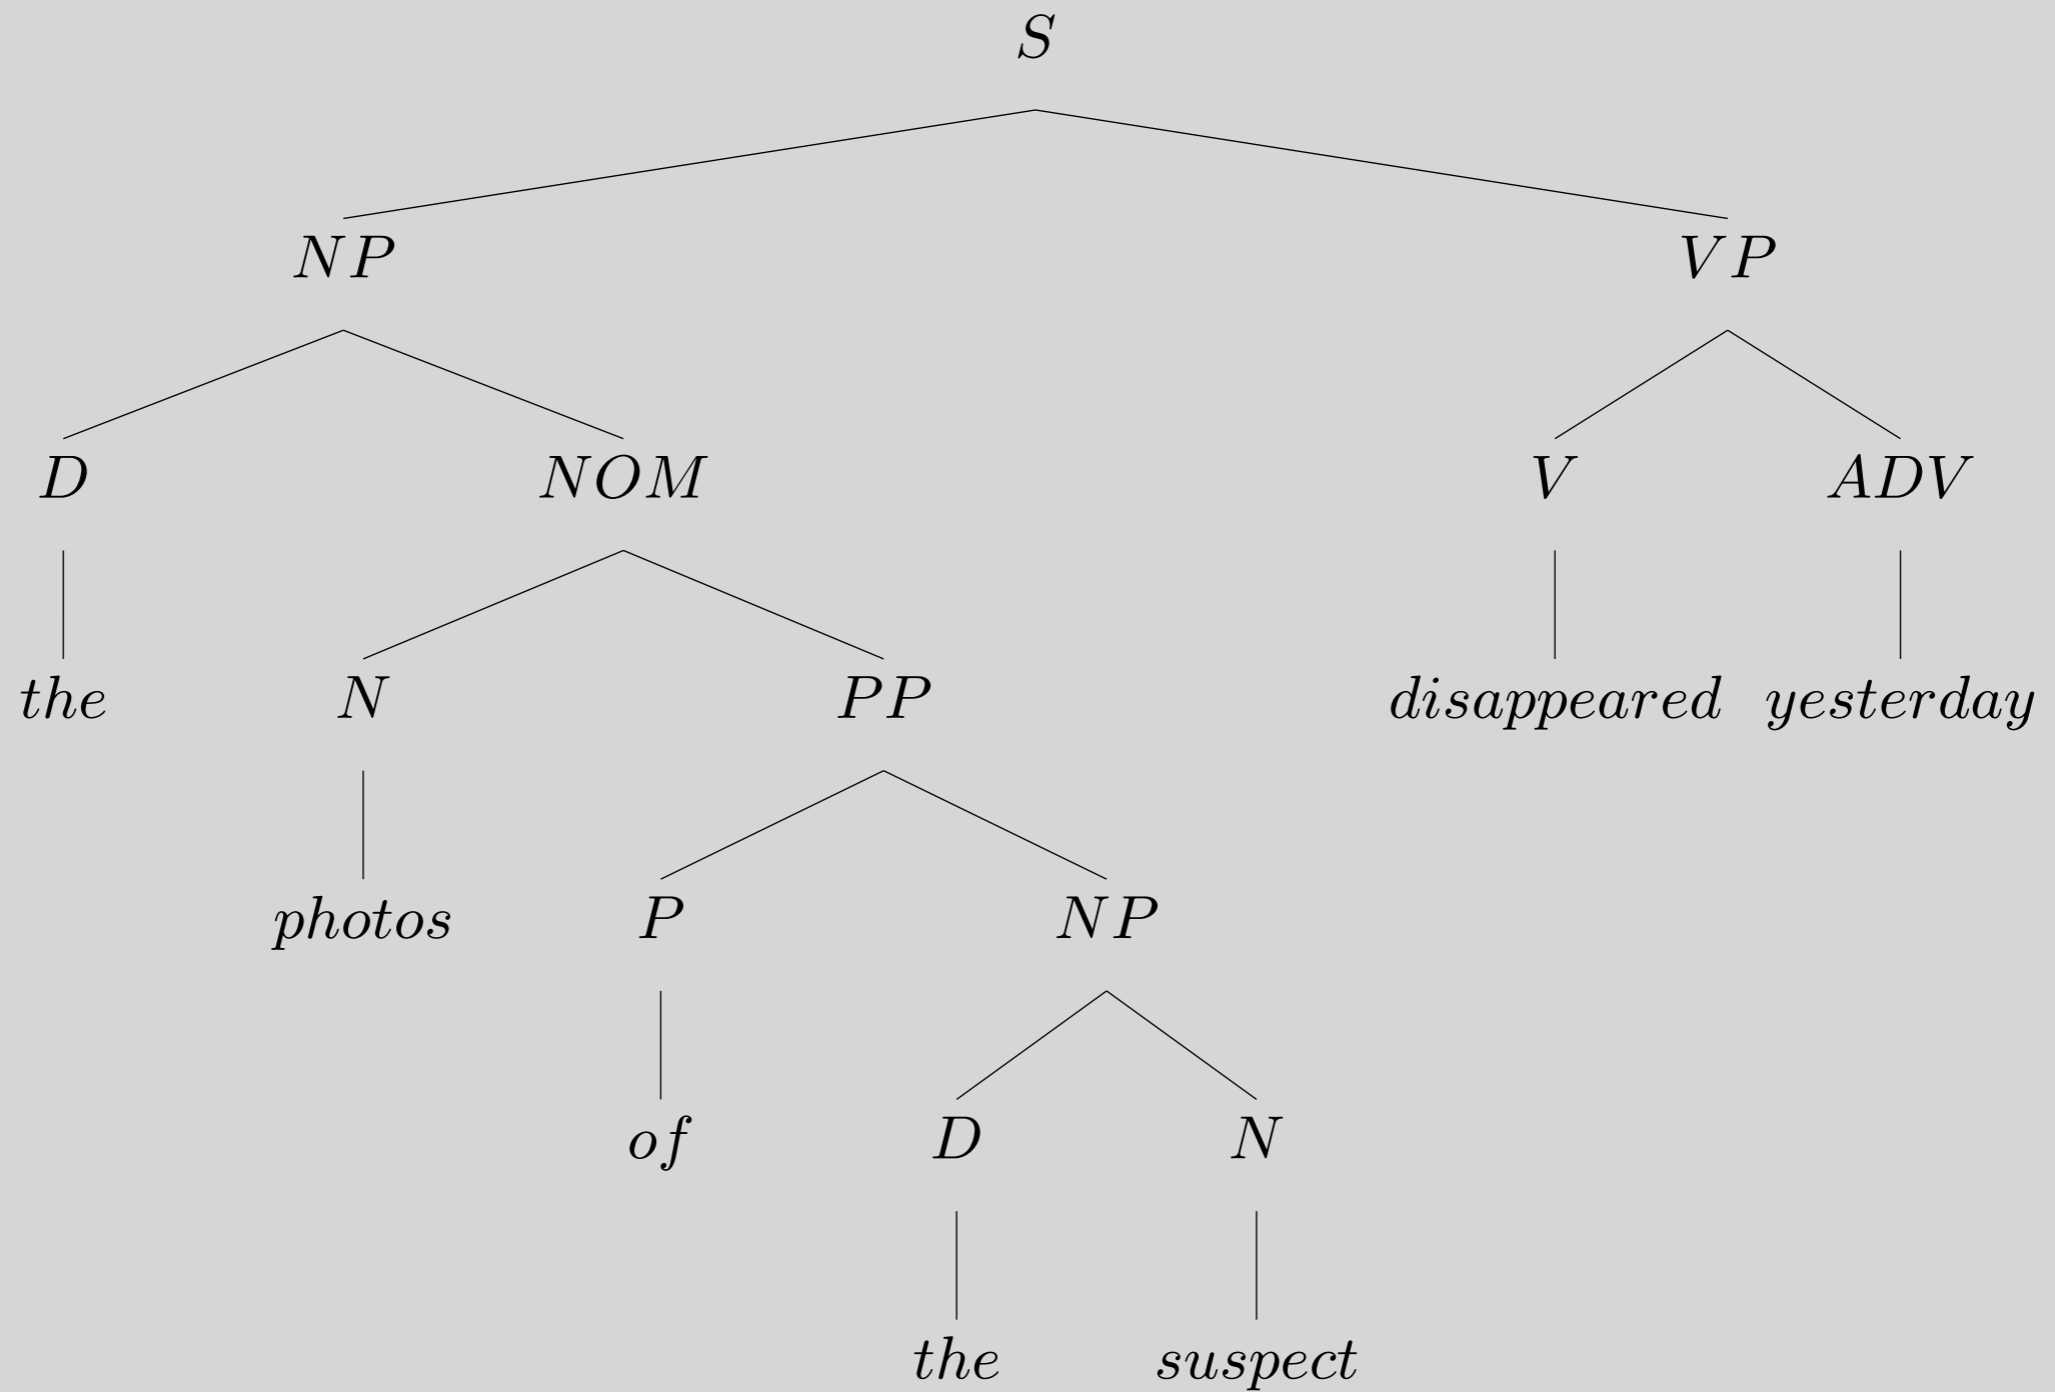 S
NP VP
D NOM V ADV
the N PP disappeared yesterday
photos P NP
of D N
the suspect